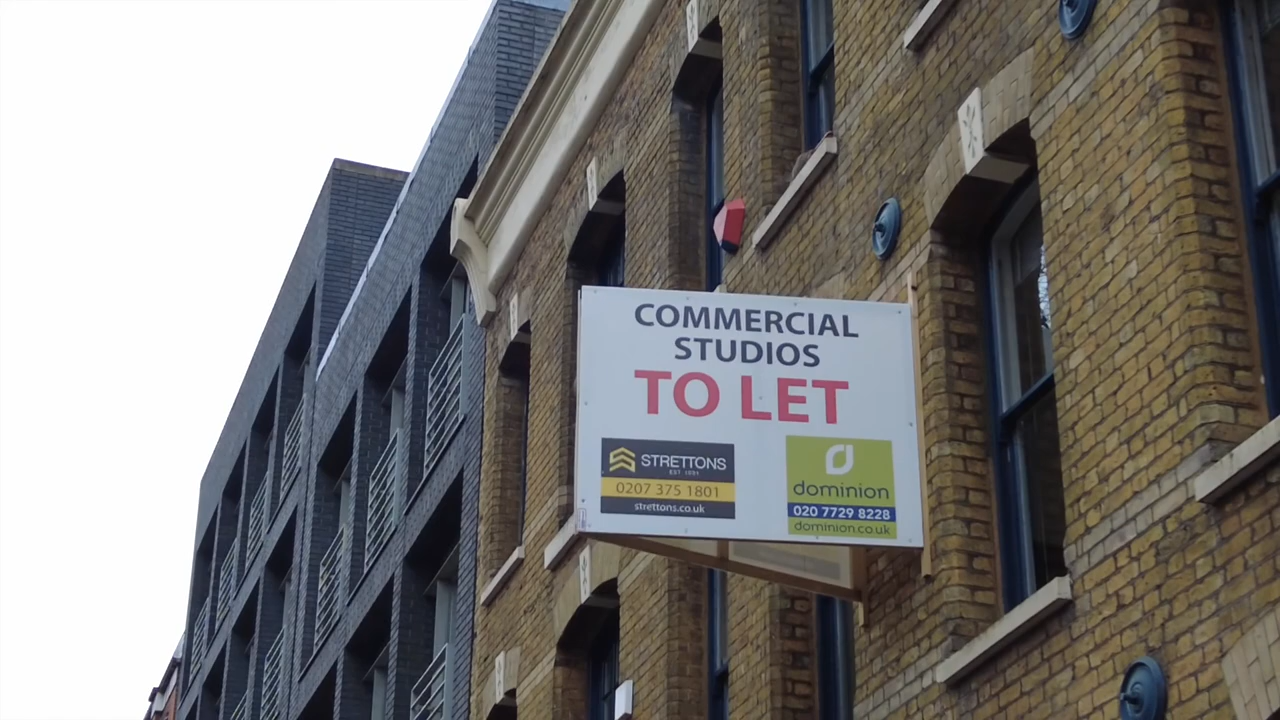 COMMERCIAL
STUDIOS
TO LET
STRETTONS
EST 1931
0207 375 1801
strettons.co.uk
dominion
020 7729 8228
dominion.co.uk